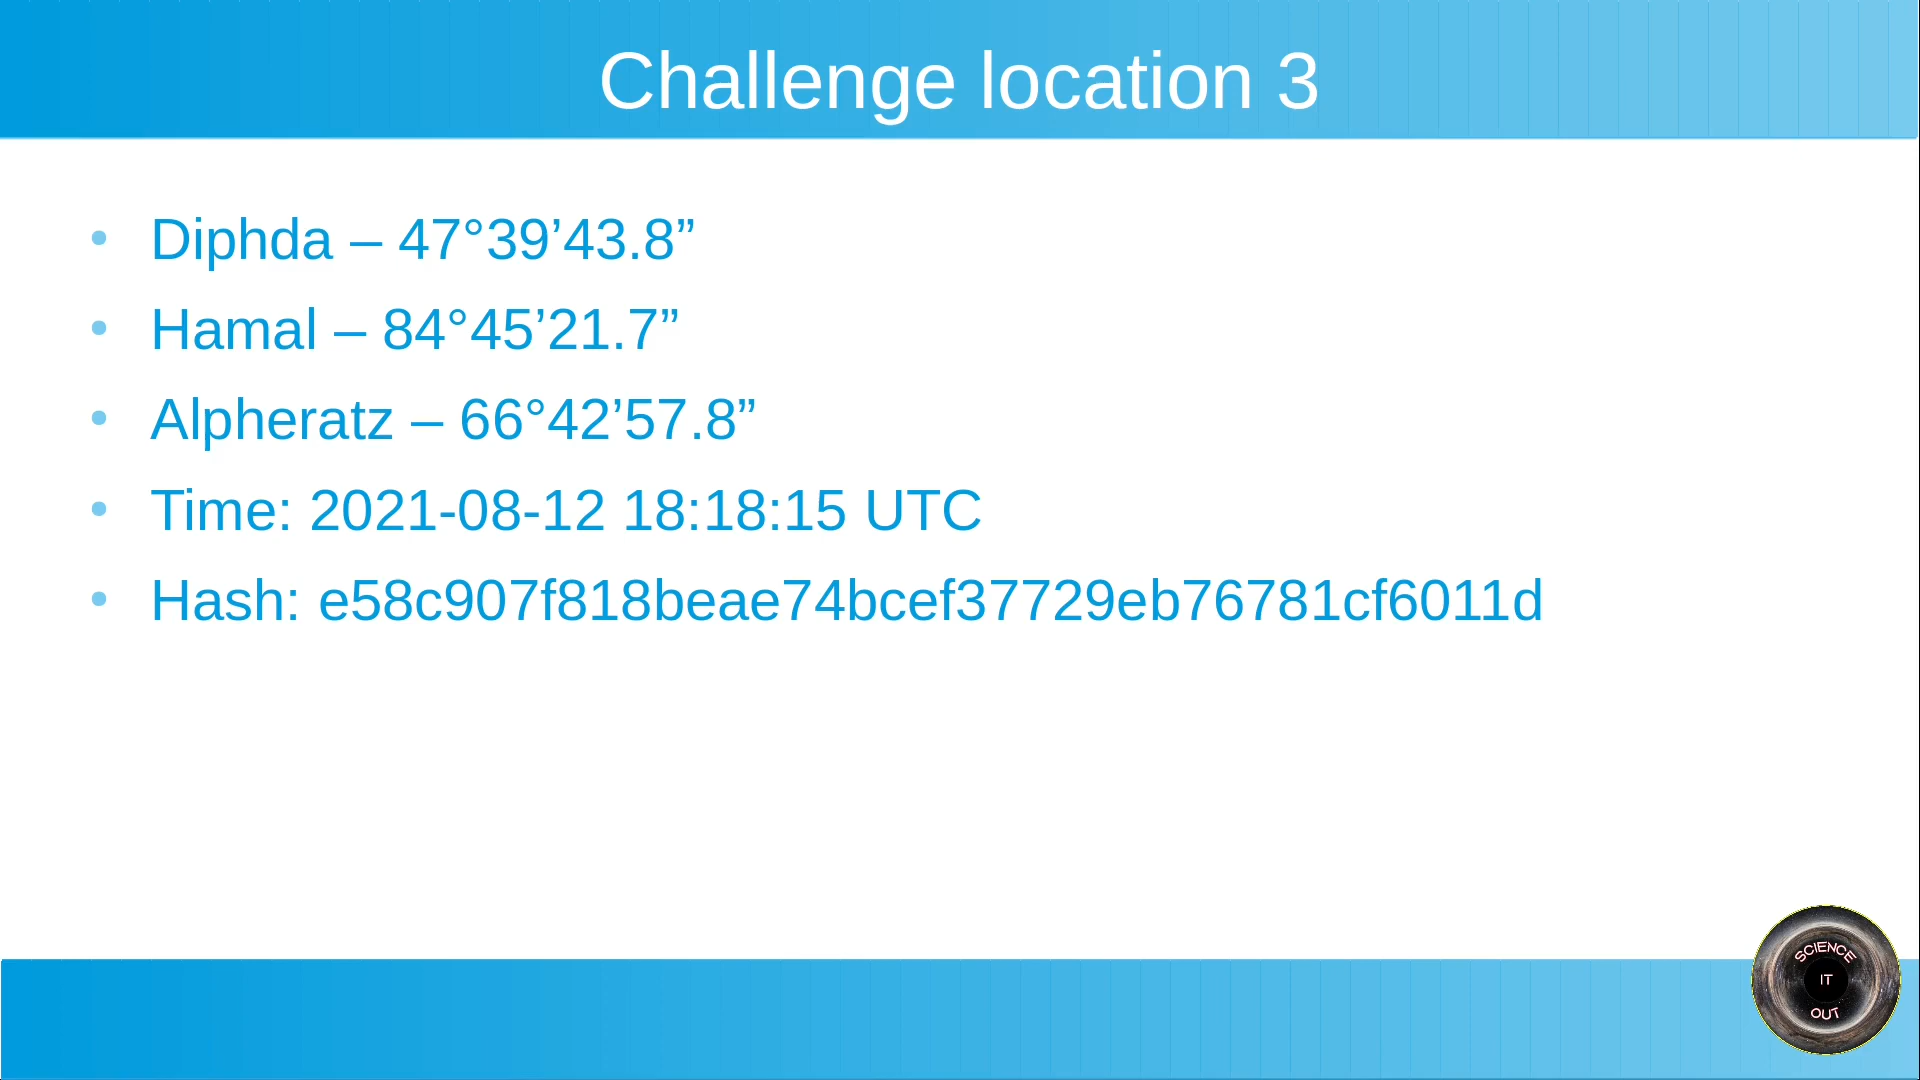 Challenge location 3
• Diphda – 47°39’43.8”
• Hamal – 84°45’21.7”
• Alpheratz – 66°42’57.8”
• Time: 2021-08-12 18:18:15 UTC
• Hash: e58c907f818beae74bcef37729eb76781cf6011d
SCIENCE
IT
OUT